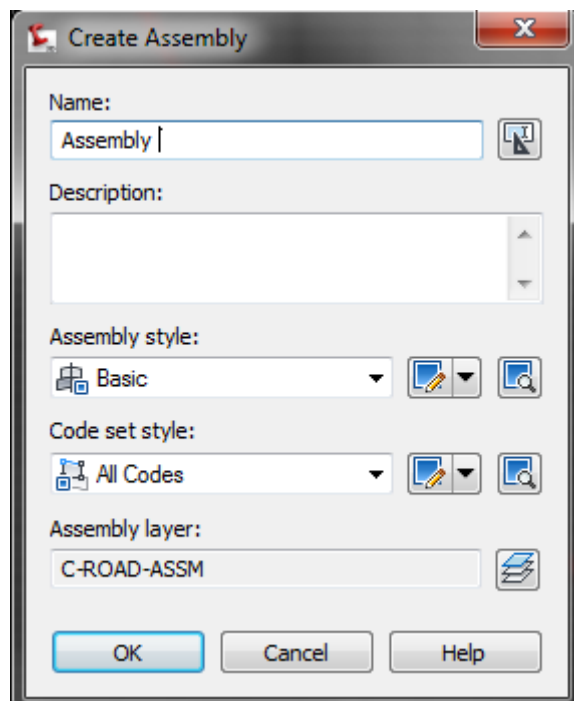 Create Assembly
Name:
Assembly
Description:
Assembly style:
Basic
Code set style:
All Codes
Assembly layer:
C-ROAD-ASSM
OK Cancel Help